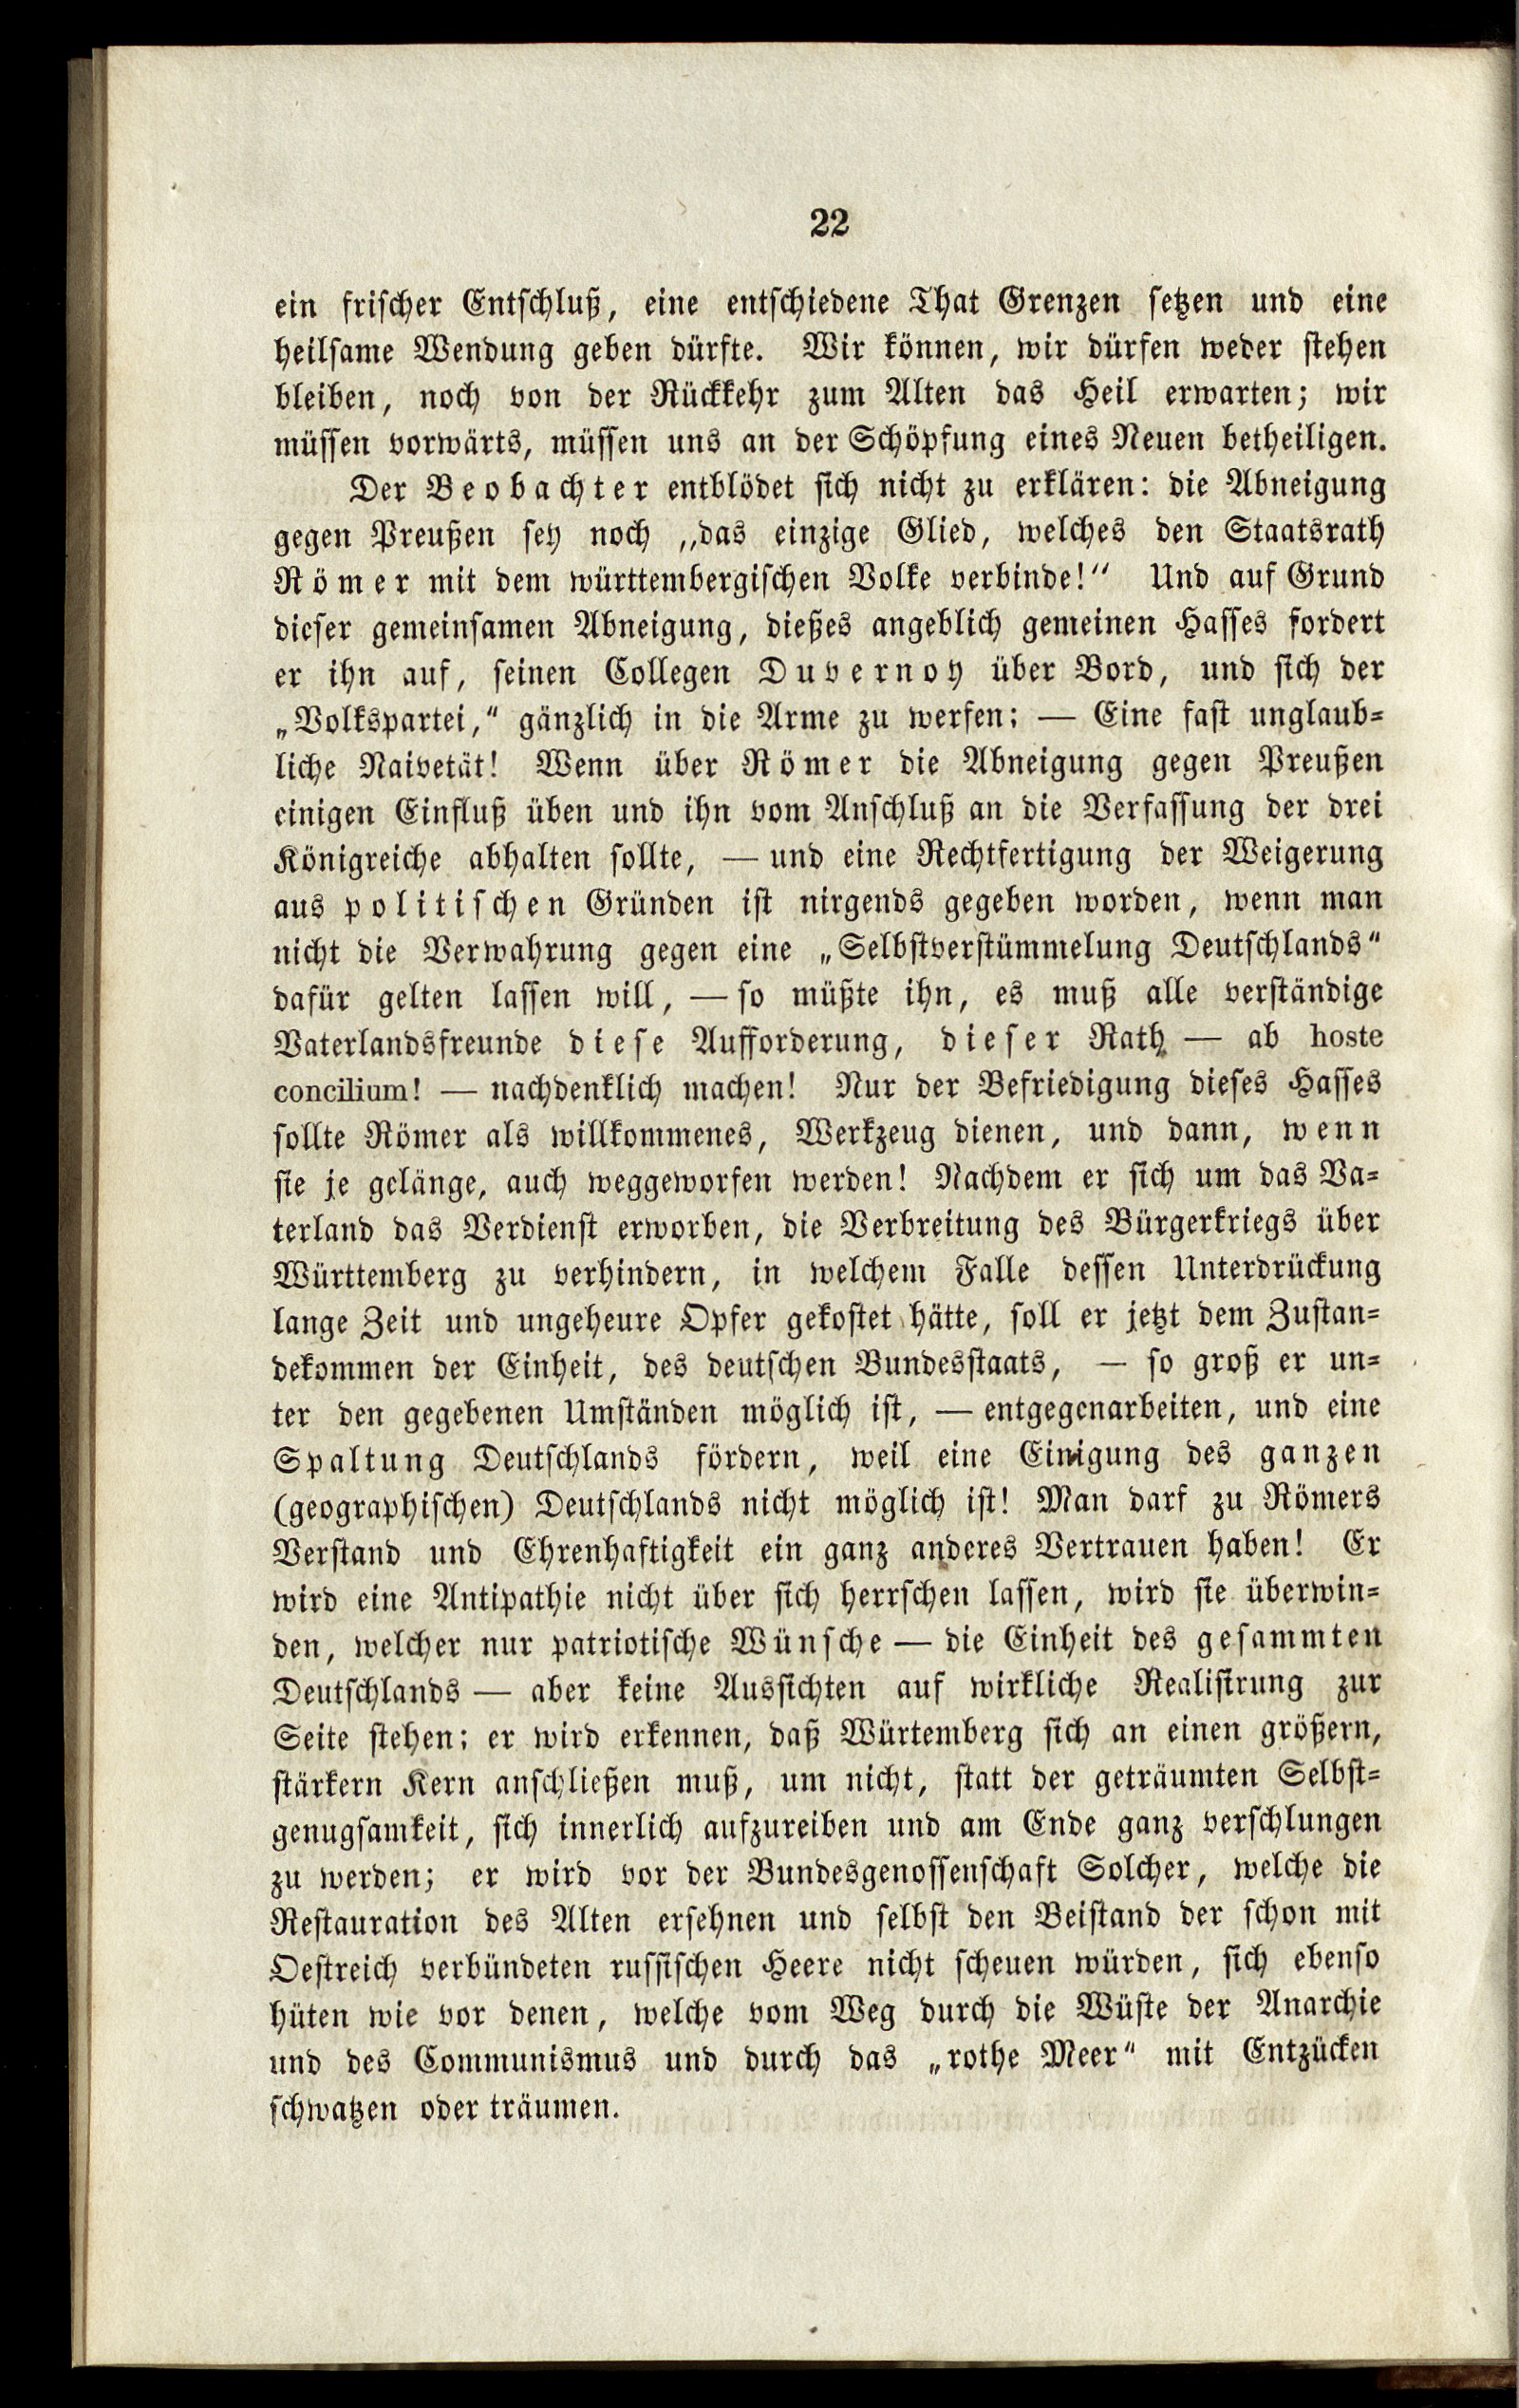 22
ein frischer Entschluß, eine entschiedene That Grenzen setzen und eine
heilsame Wendung geben dürfte. Wir können, wir dürfen weder stehen
bleiben, noch von der Rückkehr zum Alten das Heil erwarten; wir
müssen vorwärts, müssen uns an der Schöpfung eines Neuen betheiligen.
Der Beobachter entblödet sich nicht zu erklären: die Abneigung
gegen Preußen sey noch „das einzige Glied, welches den Staatsrath
Römer mit dem württembergischen Volke verbinde!“ Und auf Grund
dieser gemeinsamen Abneigung, dießes angeblich gemeinen Hasses fordert
er ihn auf, seinen Collegen Duvernoy über Bord, und sich der
„Volkspartei,“ gänzlich in die Arme zu werfen: — Eine fast unglaub-
liche Naivetät! Wenn über Römer die Abneigung gegen Preußen
einigen Einfluß üben und ihn vom Anschluß an die Verfassung der drei
Königreiche abhalten sollte, — und eine Rechtfertigung der Weigerung
aus politischen Gründen ist nirgends gegeben worden, wenn man
nicht die Verwahrung gegen eine „Selbstverstümmelung Deutschlands“
dafür gelten lassen will, — so müßte ihn, es muß alle verständige
Vaterlandsfreunde diese Aufforderung, dieser Rath — ab hoste
concilium! — nachdenklich machen! Nur der Befriedigung dieses Hasses
sollte Römer als willkommenes, Werkzeug dienen, und dann, wenn
sie je gelänge, auch weggeworfen werden! Nachdem er sich um das Va-
terland das Verdienst erworben, die Verbreitung des Bürgerkriegs über
Württemberg zu verhindern, in welchem Falle dessen Unterdrückung
lange Zeit und ungeheure Opfer gekostet hätte, soll er jetzt dem Zustan-
dekommen der Einheit, des deutschen Bundesstaats, — so groß er un-
ter den gegebenen Umständen möglich ist, — entgegenarbeiten, und eine
Spaltung Deutschlands fördern, weil eine Einigung des ganzen
(geographischen) Deutschlands nicht möglich ist! Man darf zu Römers
Verstand und Ehrenhaftigkeit ein ganz anderes Vertrauen haben! Er
wird eine Antipathie nicht über sich herrschen lassen, wird sie überwin-
den, welcher nur patriotische Wünsche — die Einheit des gesammten
Deutschlands — aber keine Aussichten auf wirkliche Realisirung zur
Seite stehen; er wird erkennen, daß Würtemberg sich an einen größern,
stärkern Kern anschließen muß, um nicht, statt der geträumten Selbst-
genugsamkeit, sich innerlich aufzureiben und am Ende ganz verschlungen
zu werden; er wird vor der Bundesgenossenschaft Solcher, welche die
Restauration des Alten ersehnen und selbst den Beistand der schon mit
Oestreich verbündeten russischen Heere nicht scheuen würden, sich ebenso
hüten wie vor denen, welche vom Weg durch die Wüste der Anarchie
und des Communismus und durch das „rothe Meer“ mit Entzücken
schwatzen oder träumen.